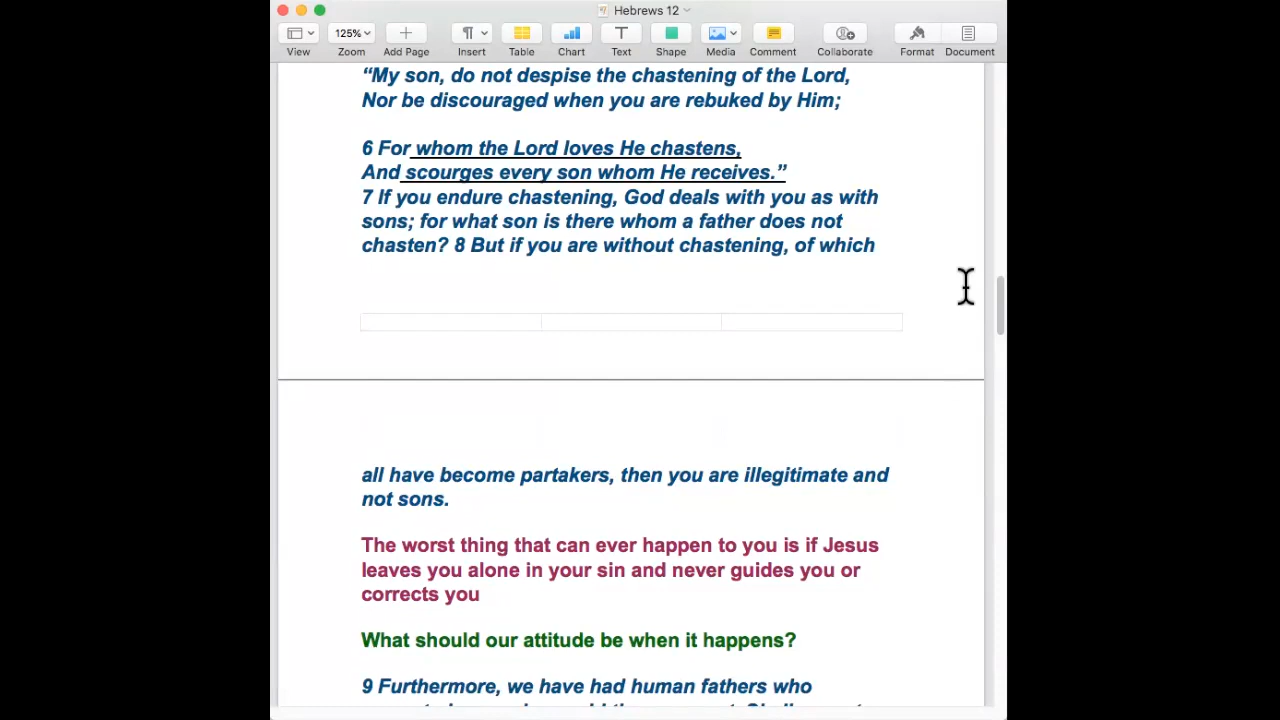 Hebrews 12
125%
View
Zoom
Add Page
Insert
Table
Chart
Text
Shape
Media
Comment
Collaborate
Format
Document
“My son, do not despise the chastening of the Lord,
Nor be discouraged when you are rebuked by Him;
6 For whom the Lord loves He chastens,
And scourges every son whom He receives.”
7 If you endure chastening, God deals with you as with
sons; for what son is there whom a father does not
chasten? 8 But if you are without chastening, of which
all have become partakers, then you are illegitimate and
not sons.
The worst thing that can ever happen to you is if Jesus
leaves you alone in your sin and never guides you or
corrects you
What should our attitude be when it happens?
9 Furthermore, we have had human fathers who